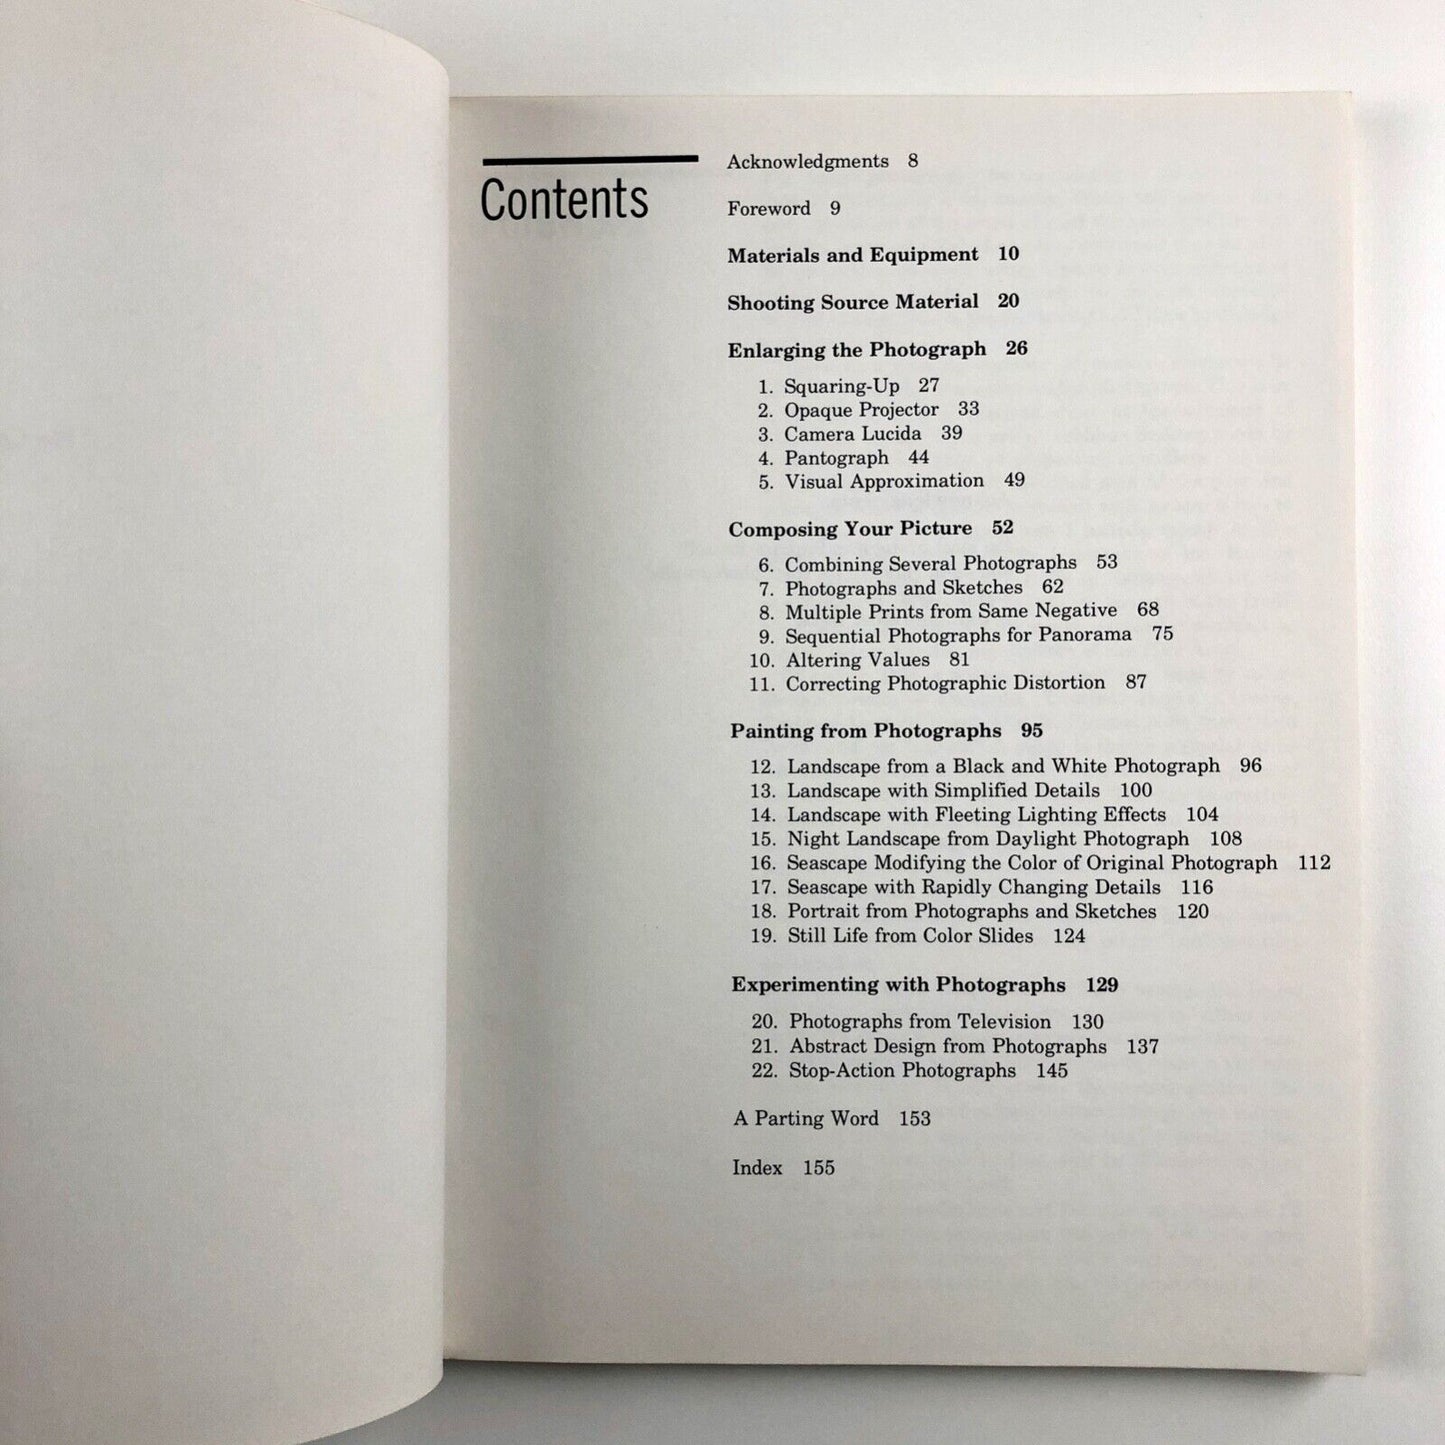 Contents
Acknowledgments 8
Foreword 9
Materials and Equipment 10
Shooting Source Material 20
Enlarging the Photograph 26
1. Squaring-Up 27
2. Opaque Projector 33
3. Camera Lucida 39
4. Pantograph 44
5. Visual Approximation 49
Composing Your Picture 52
6. Combining Several Photographs 53
7. Photographs and Sketches 62
8. Multiple Prints from Same Negative 68
9. Sequential Photographs for Panorama 75
10. Altering Values 81
11. Correcting Photographic Distortion 87
Painting from Photographs 95
12. Landscape from a Black and White Photograph 96
13. Landscape with Simplified Details 100
14. Landscape with Fleeting Lighting Effects 104
15. Night Landscape from Daylight Photograph 108
16. Seascape Modifying the Color of Original Photograph 112
17. Seascape with Rapidly Changing Details 116
18. Portrait from Photographs and Sketches 120
19. Still Life from Color Slides 124
Experimenting with Photographs 129
20. Photographs from Television 130
21. Abstract Design from Photographs 137
22. Stop-Action Photographs 145
A Parting Word 153
Index 155